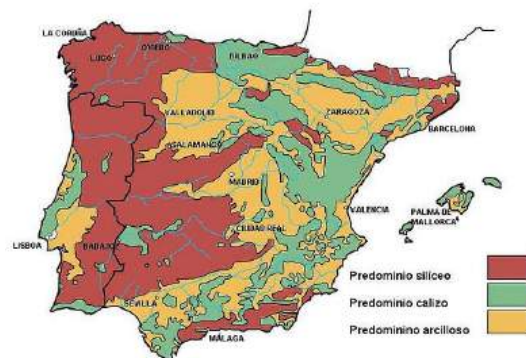 LA CORUÑA
OVIEDO
LUGO
BILBAO
VALLADOLID
ZARAGOZA
BARCELONA
SALAMANCA
MADRID
PALMA DE
MALLORCA
VALENCIA
LISBOA
BADAJOZ
CIUDAD REAL
SEVILLA
MÁLAGA
Predominio silíceo
Predominio calizo
Predominino arcilloso